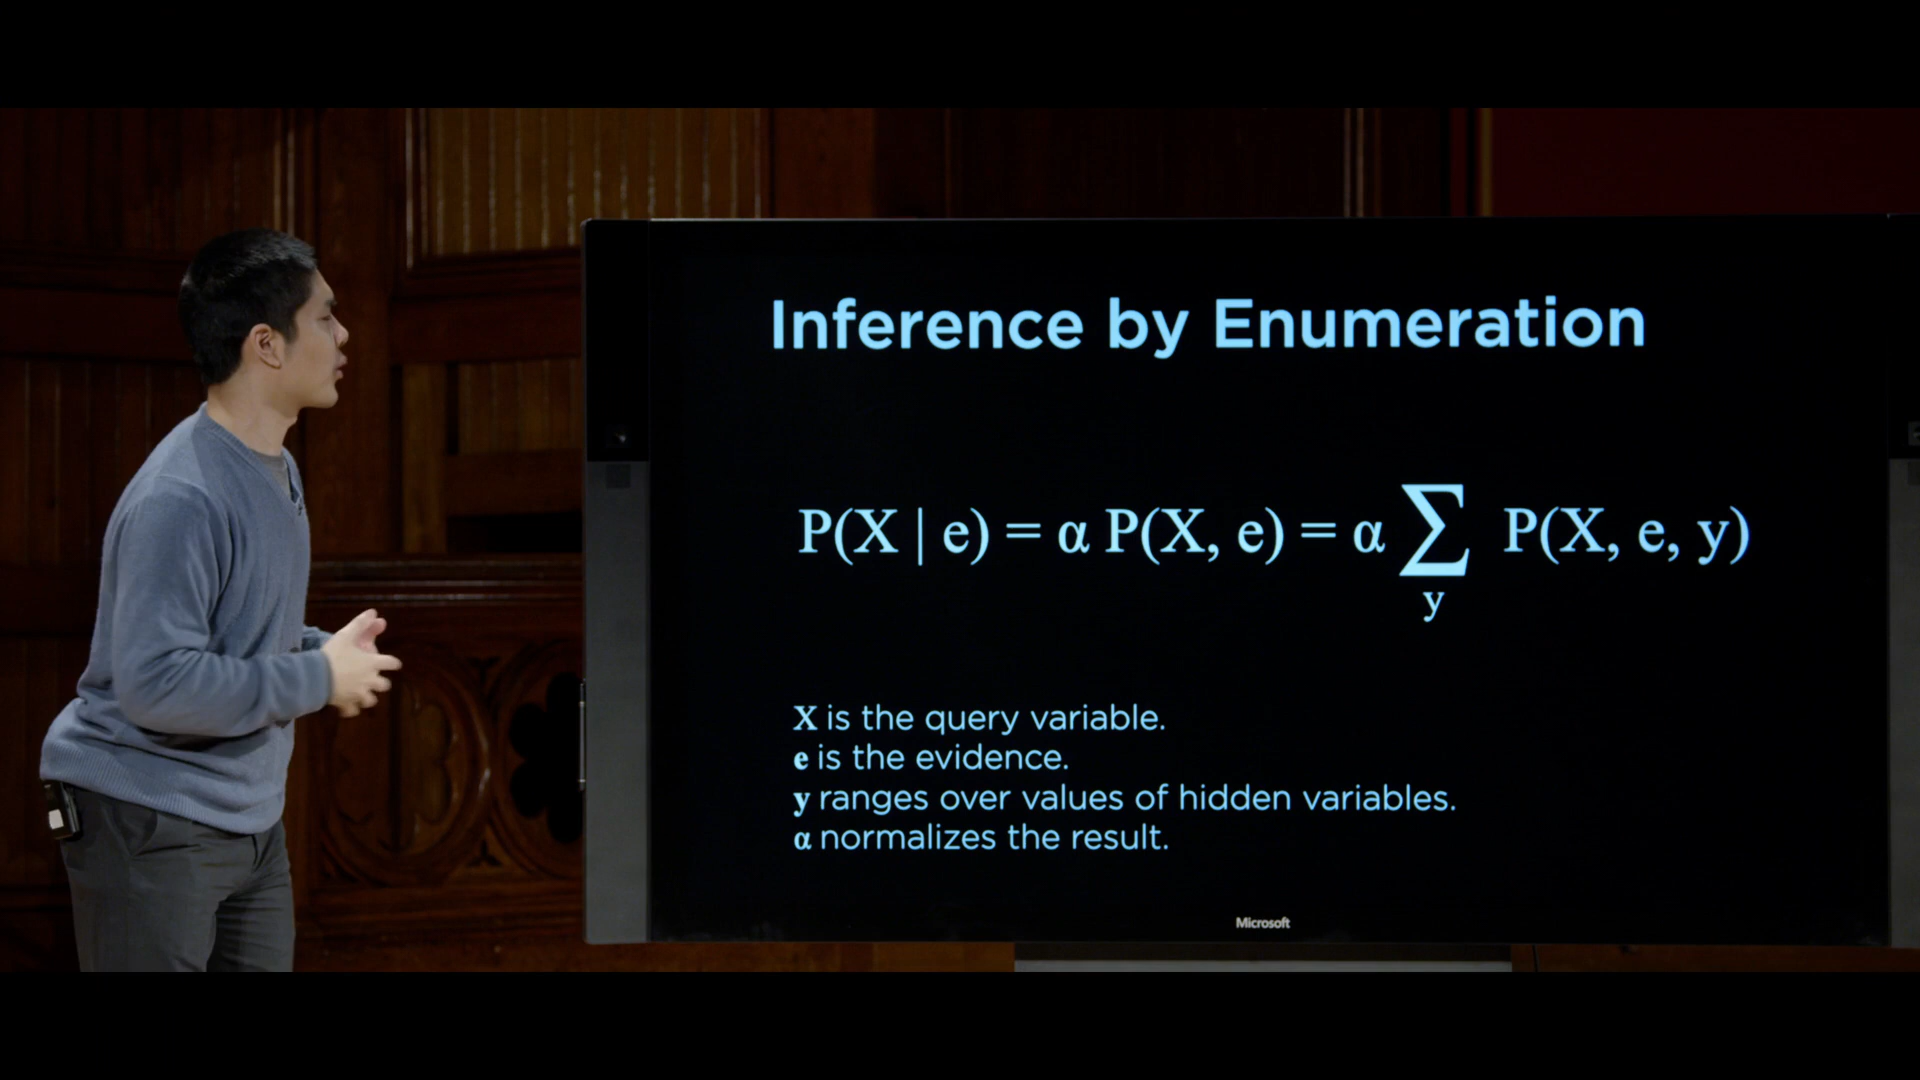 Inference by Enumeration
P(X | e) = α P(X, e) = α ∑ P(X, e, y)
y
X is the query variable.
e is the evidence.
y ranges over values of hidden variables.
α normalizes the result.
Microsoft